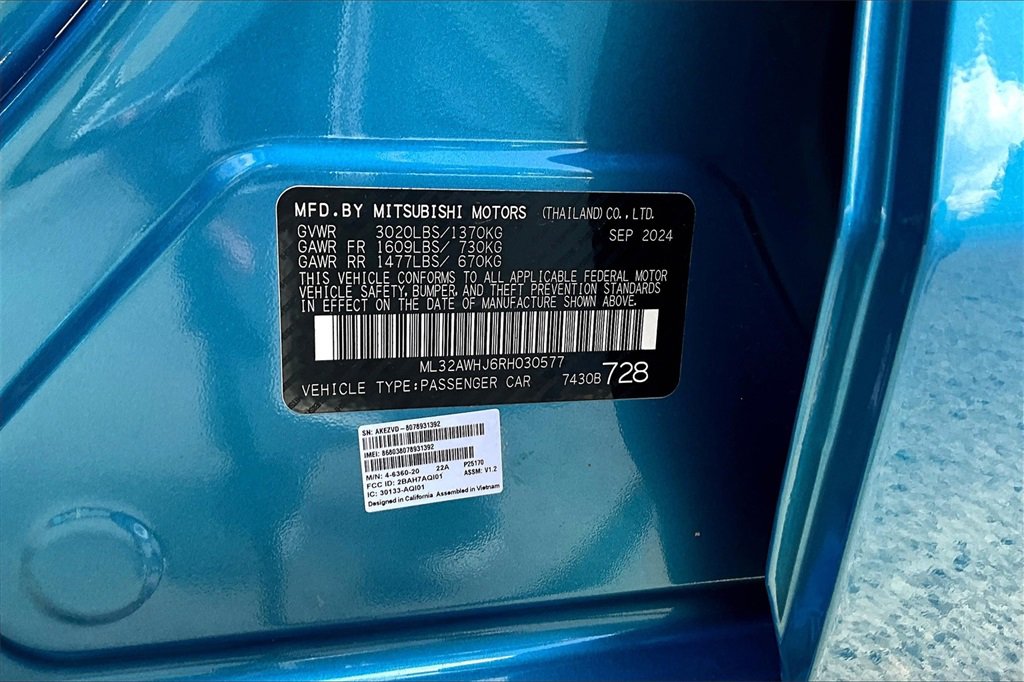 MFD.BY MITSUBISHI MOTORS (THAILAND) CO.,LTD.
GVWR 3020LBS/1370KG SEP 2024
GAWR FR 1609LBS/ 730KG
GAWR RR 1477LBS/ 670KG
THIS VEHICLE CONFORMS TO ALL APPLICABLE FEDERAL MOTOR
VEHICLE SAFETY, BUMPER, AND THEFT PREVENTION STANDARDS
IN EFFECT ON THE DATE OF MANUFACTURE SHOWN ABOVE.
ML32AWHJ6RH030577
VEHICLE TYPE:PASSENGER CAR 7430B 728
SN: AKEZVD-8078931392
IMEI: 868038078931392
M/N: 4-6360-20 22A P25170
FCC ID: 2BAH7AQI01 ASSM: V1.2
IC: 30133-AQI01
Designed in California Assembled in Vietnam